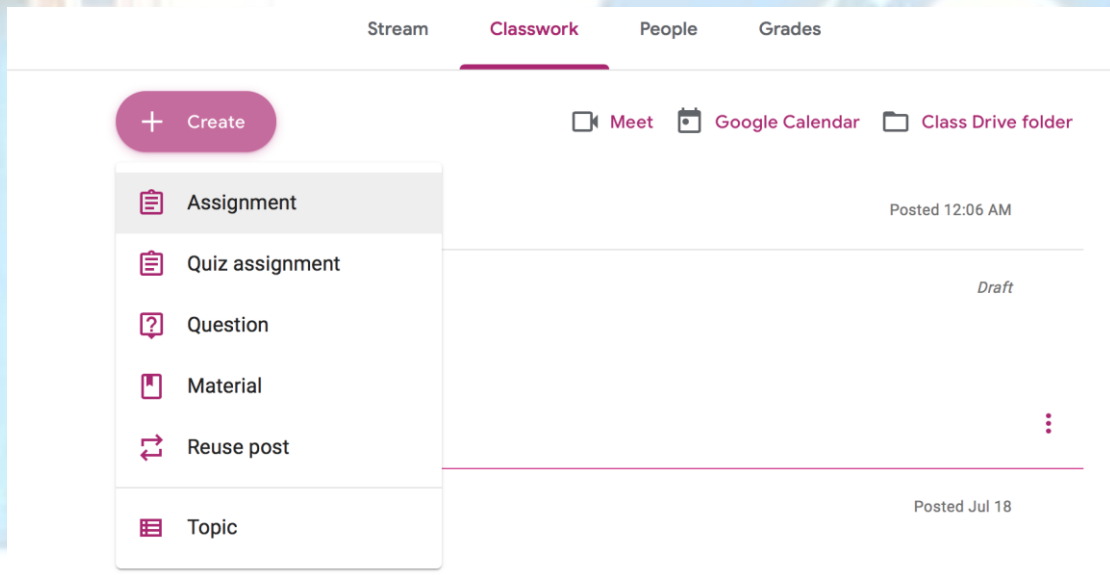 Stream Classwork People Grades
Create Meet Google Calendar Class Drive folder
Assignment Posted 12:06 AM
Quiz assignment
Draft
Question
Material
Reuse post
Posted Jul 18
Topic